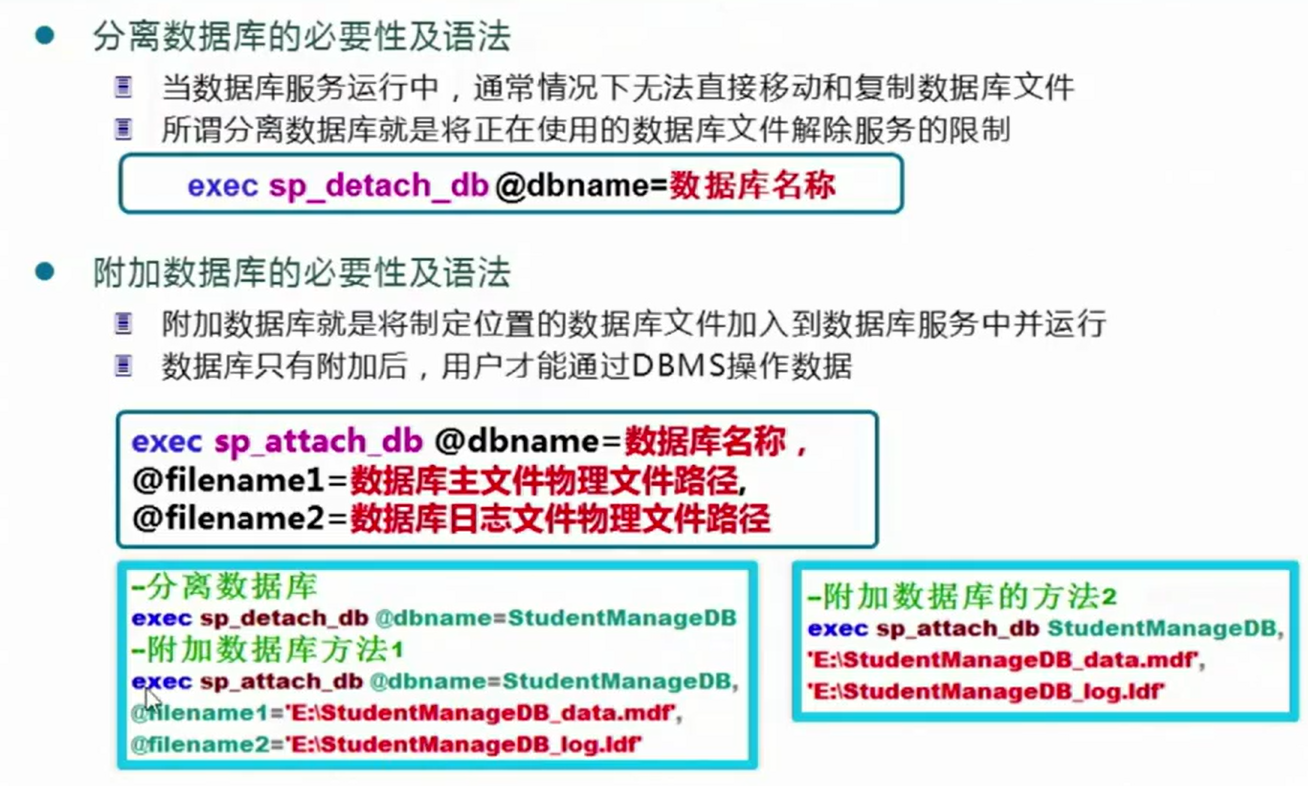 分离数据库的必要性及语法
当数据库服务运行中，通常情况下无法直接移动和复制数据库文件
所谓分离数据库就是将正在使用的数据库文件解除服务的限制
exec sp_detach_db @dbname=数据库名称
附加数据库的必要性及语法
附加数据库就是将制定位置的数据库文件加入到数据库服务中并运行
数据库只有附加后，用户才能通过DBMS操作数据
exec sp_attach_db @dbname=数据库名称，
@filename1=数据库主文件物理文件路径,
@filename2=数据库日志文件物理文件路径
--分离数据库
exec sp_detach_db @dbname=StudentManageDB
--附加数据库方法1
exec sp_attach_db @dbname=StudentManageDB,
@filename1='E:\StudentManageDB_data.mdf',
@filename2='E:\StudentManageDB_log.ldf'
--附加数据库的方法2
exec sp_attach_db StudentManageDB,
'E:\StudentManageDB_data.mdf',
'E:\StudentManageDB_log.ldf'